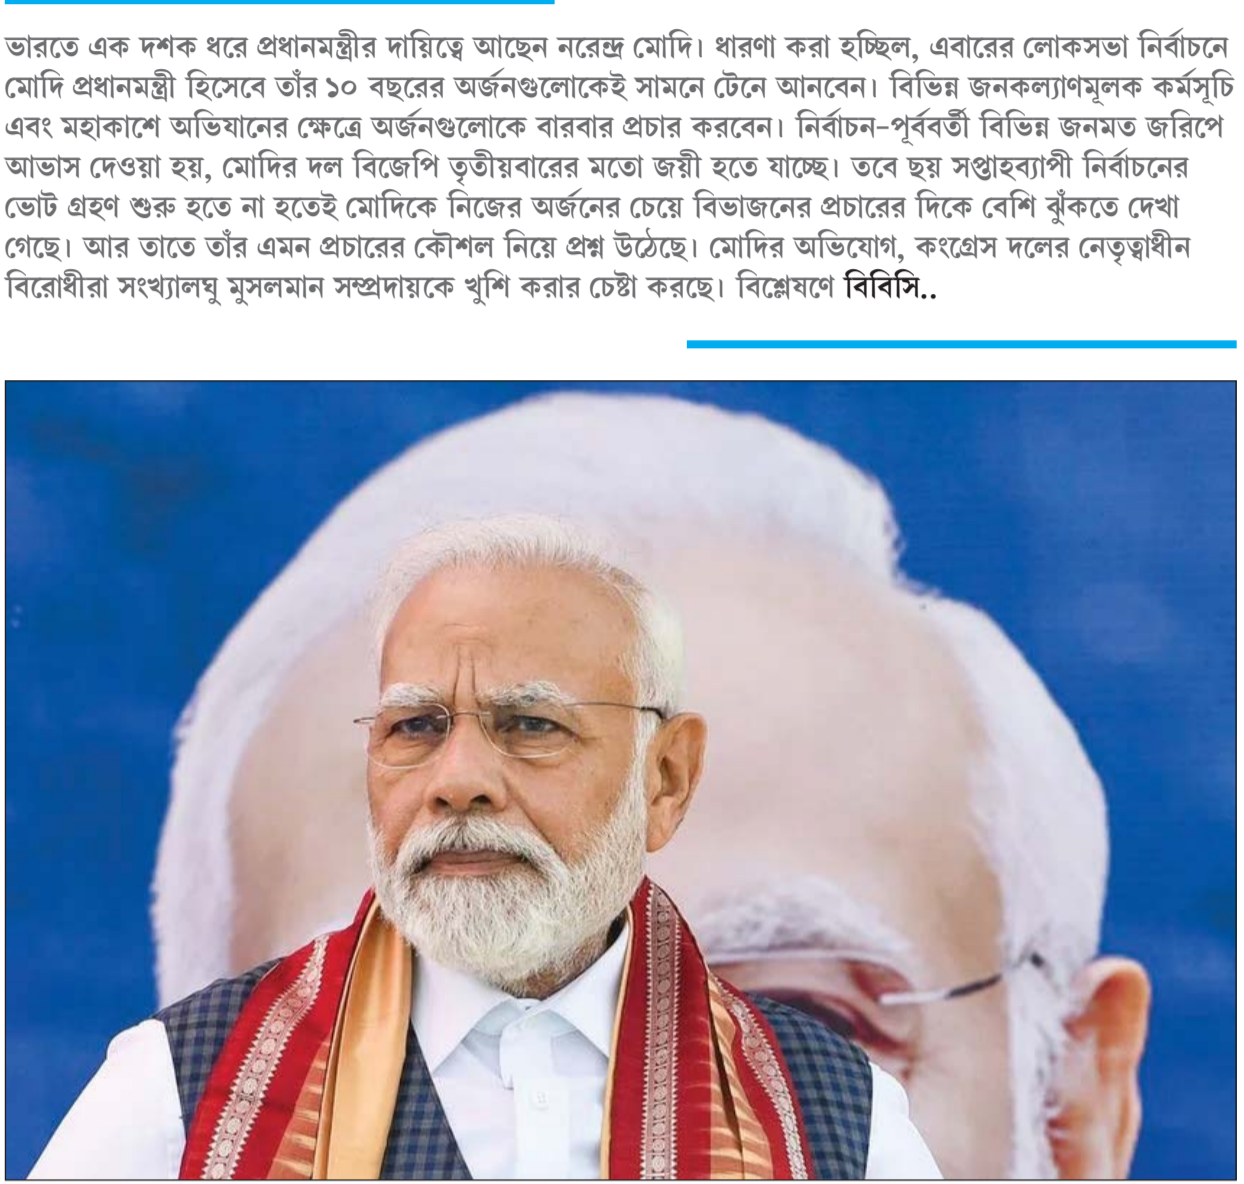 ভারতে এক দশক ধরে প্রধানমন্ত্রীর দায়িত্বে আছেন নরেন্দ্র মোদি। ধারণা করা হচ্ছিল, এবারের লোকসভা নির্বাচনে
মোদি প্রধানমন্ত্রী হিসেবে তাঁর ১০ বছরের অর্জনগুলোকেই সামনে টেনে আনবেন। বিভিন্ন জনকল্যাণমূলক কর্মসূচি
এবং মহাকাশে অভিযানের ক্ষেত্রে অর্জনগুলোকে বারবার প্রচার করবেন। নির্বাচন-পূর্ববর্তী বিভিন্ন জনমত জরিপে
আভাস দেওয়া হয়, মোদির দল বিজেপি তৃতীয়বারের মতো জয়ী হতে যাচ্ছে। তবে ছয় সপ্তাহব্যাপী নির্বাচনের
ভোট গ্রহণ শুরু হতে না হতেই মোদিকে নিজের অর্জনের চেয়ে বিভাজনের প্রচারের দিকে বেশি ঝুঁকতে দেখা
গেছে। আর তাতে তাঁর এমন প্রচারের কৌশল নিয়ে প্রশ্ন উঠেছে। মোদির অভিযোগ, কংগ্রেস দলের নেতৃত্বাধীন
বিরোধীরা সংখ্যালঘু মুসলমান সম্প্রদায়কে খুশি করার চেষ্টা করছে। বিশ্লেষণে বিবিসি..